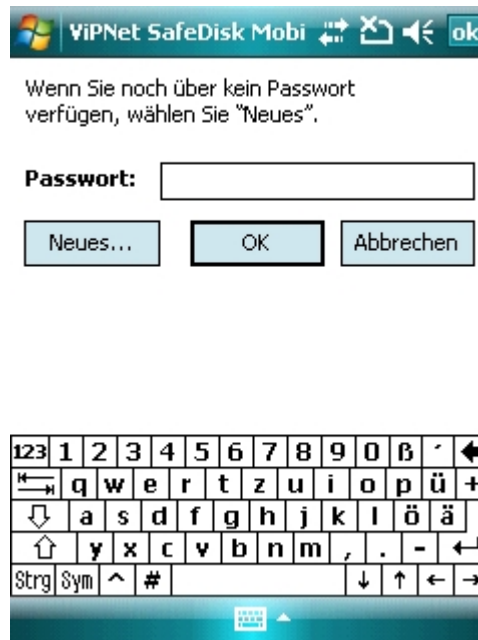 ViPNet SafeDisk Mobi ok
Wenn Sie noch über kein Passwort
verfügen, wählen Sie "Neues".
Passwort:
Neues... OK Abbrechen
123 1 2 3 4 5 6 7 8 9 0 ß ´
q w e r t z u i o p ü +
a s d f g h j k l ö ä
y x c v b n m , . -
Strg Sym ^ #